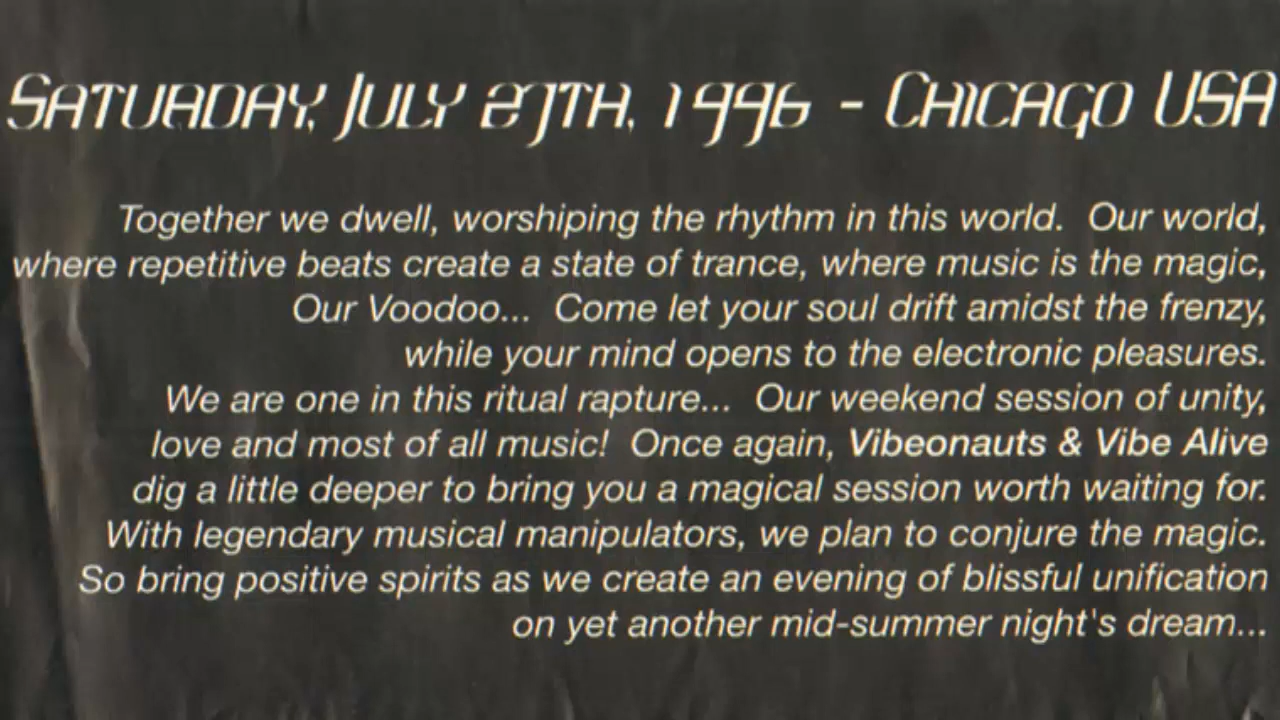 SATURDAY, JULY 27TH, 1996 - CHICAGO USA
Together we dwell, worshiping the rhythm in this world. Our world,
where repetitive beats create a state of trance, where music is the magic,
Our Voodoo... Come let your soul drift amidst the frenzy,
while your mind opens to the electronic pleasures.
We are one in this ritual rapture... Our weekend session of unity,
love and most of all music! Once again, Vibeonauts & Vibe Alive
dig a little deeper to bring you a magical session worth waiting for.
With legendary musical manipulators, we plan to conjure the magic.
So bring positive spirits as we create an evening of blissful unification
on yet another mid-summer night's dream...